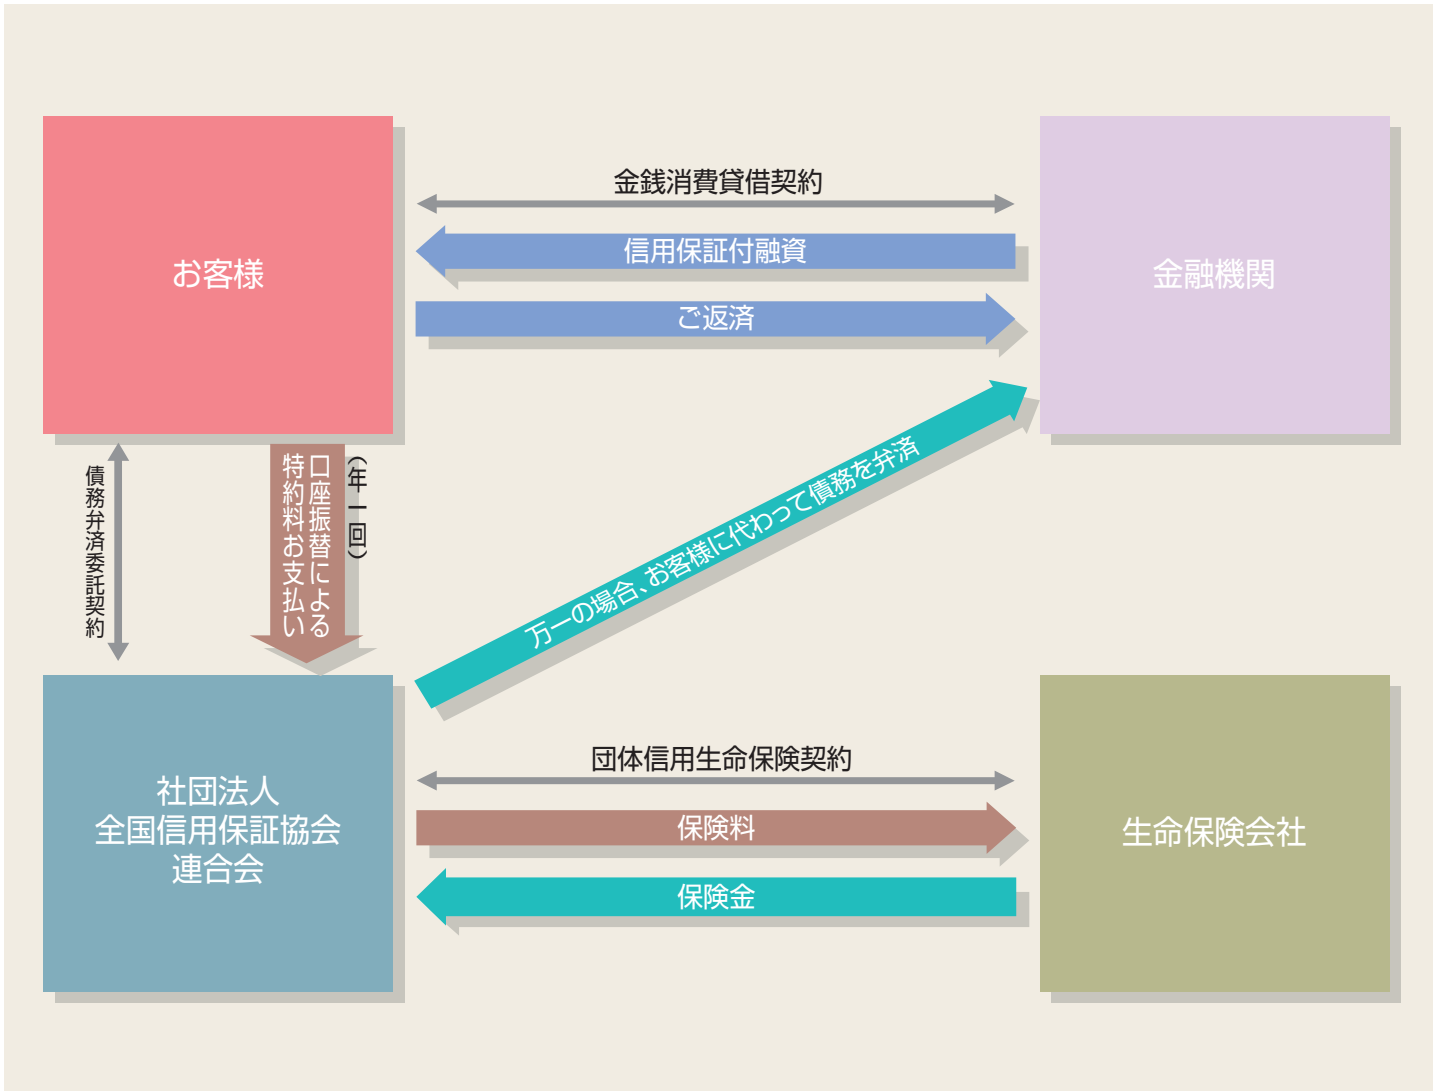 お客様
金銭消費貸借契約
信用保証付融資
ご返済
金融機関
債務弁済委託契約
口座振替による
特約料お支払い
(年一回)
万一の場合、お客様に代わって債務を弁済
社団法人
全国信用保証協会
連合会
団体信用生命保険契約
保険料
保険金
生命保険会社